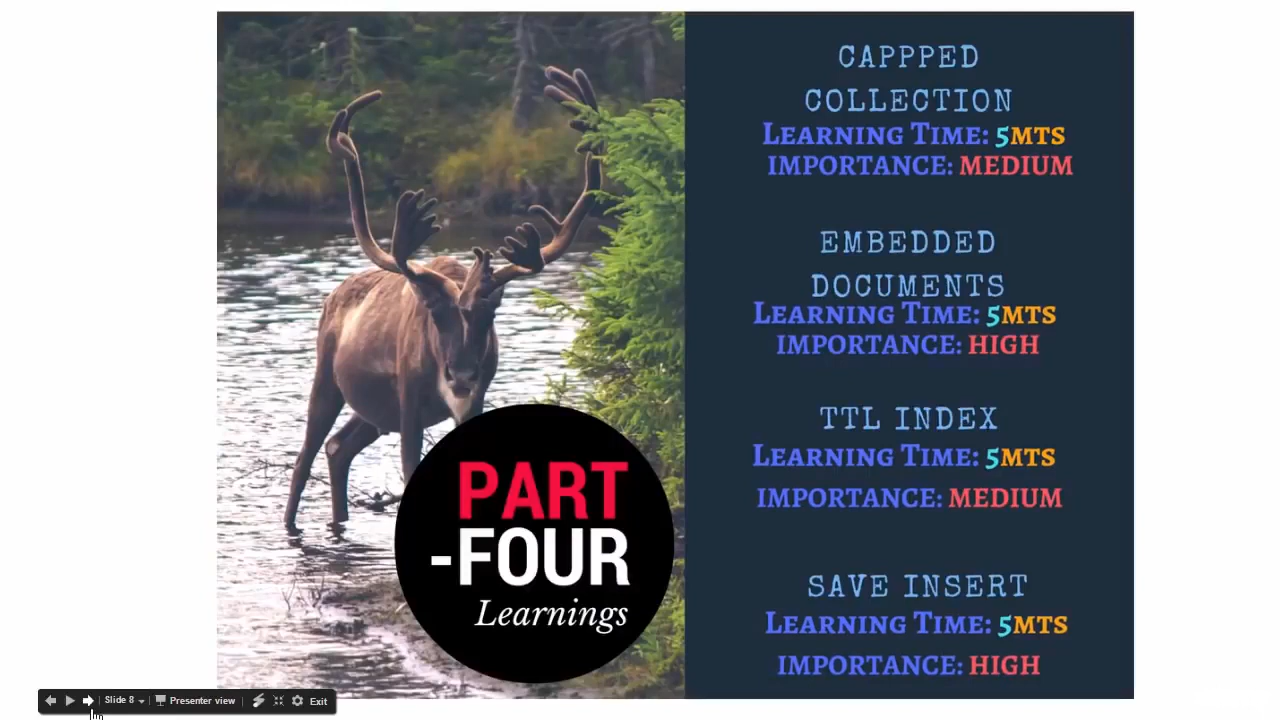 CAPPPED
COLLECTION
LEARNING TIME: 5MTS
IMPORTANCE: MEDIUM
EMBEDDED
DOCUMENTS
LEARNING TIME: 5MTS
IMPORTANCE: HIGH
TTL INDEX
LEARNING TIME: 5MTS
IMPORTANCE: MEDIUM
SAVE INSERT
LEARNING TIME: 5MTS
IMPORTANCE: HIGH
PART
-FOUR
Learnings
Slide 8
Presenter view
Exit